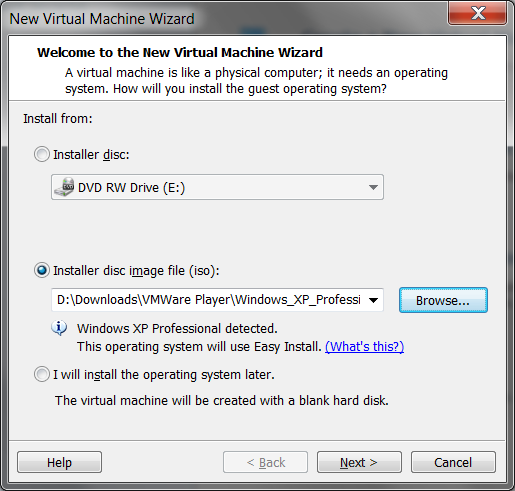 New Virtual Machine Wizard
Welcome to the New Virtual Machine Wizard
A virtual machine is like a physical computer; it needs an operating
system. How will you install the guest operating system?
Install from:
Installer disc:
DVD RW Drive (E:)
Installer disc image file (iso):
D:\Downloads\VMWare Player\Windows_XP_Professi
Browse...
Windows XP Professional detected.
This operating system will use Easy Install. (What's this?)
I will install the operating system later.
The virtual machine will be created with a blank hard disk.
Help
< Back
Next >
Cancel